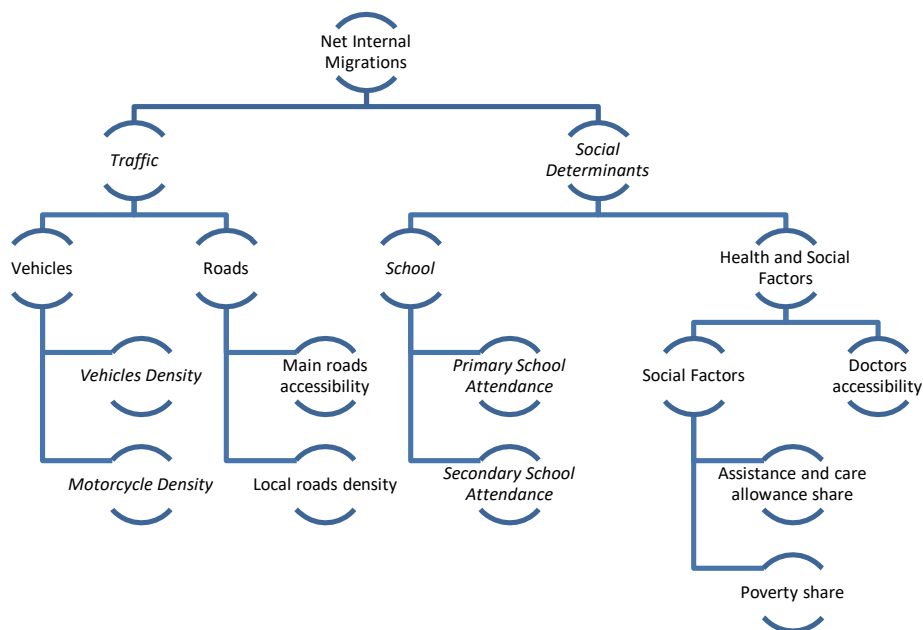 Net Internal
Migrations
Traffic
Social
Determinants
Vehicles
Roads
School
Health and Social
Factors
Vehicles Density
Main roads
accessibility
Primary School
Attendance
Social Factors
Doctors
accessibility
Motorcycle Density
Local roads density
Secondary School
Attendance
Assistance and care
allowance share
Poverty share